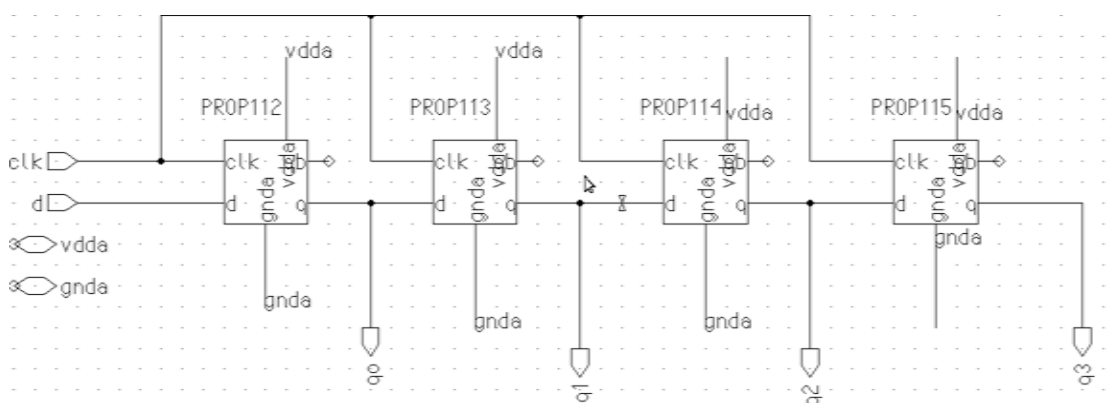 vdda
vdda
PROP112
PROP113
PROP114
vdda
PROP115
vdda
clk
clk
vdda
qb
clk
vdda
qb
clk
vdda
qb
clk
vdda
qb
d
d
gnda
q
d
gnda
q
d
gnda
q
d
gnda
q
vdda
gnda
gnda
gnda
gnda
gnda
q0
q1
q2
q3